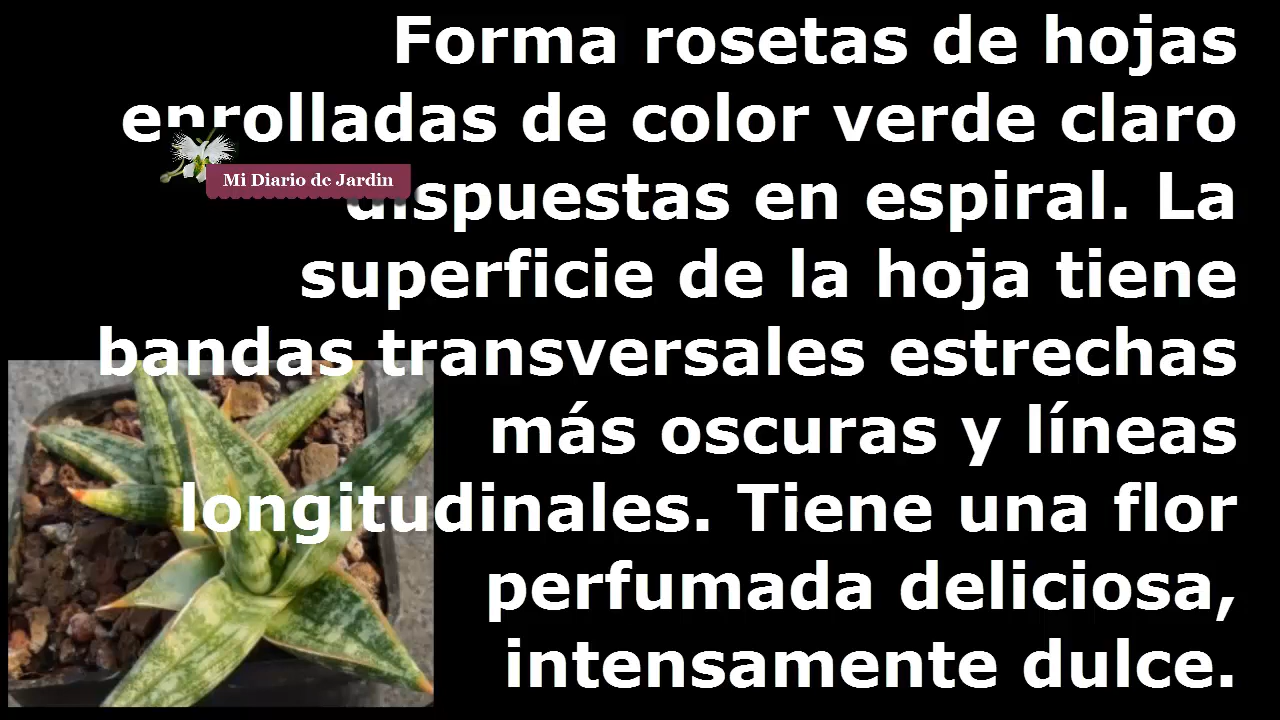 Forma rosetas de hojas
enrolladas de color verde claro
Mi Diario de Jardin
dispuestas en espiral. La
superficie de la hoja tiene
bandas transversales estrechas
más oscuras y líneas
longitudinales. Tiene una flor
perfumada deliciosa,
intensamente dulce.